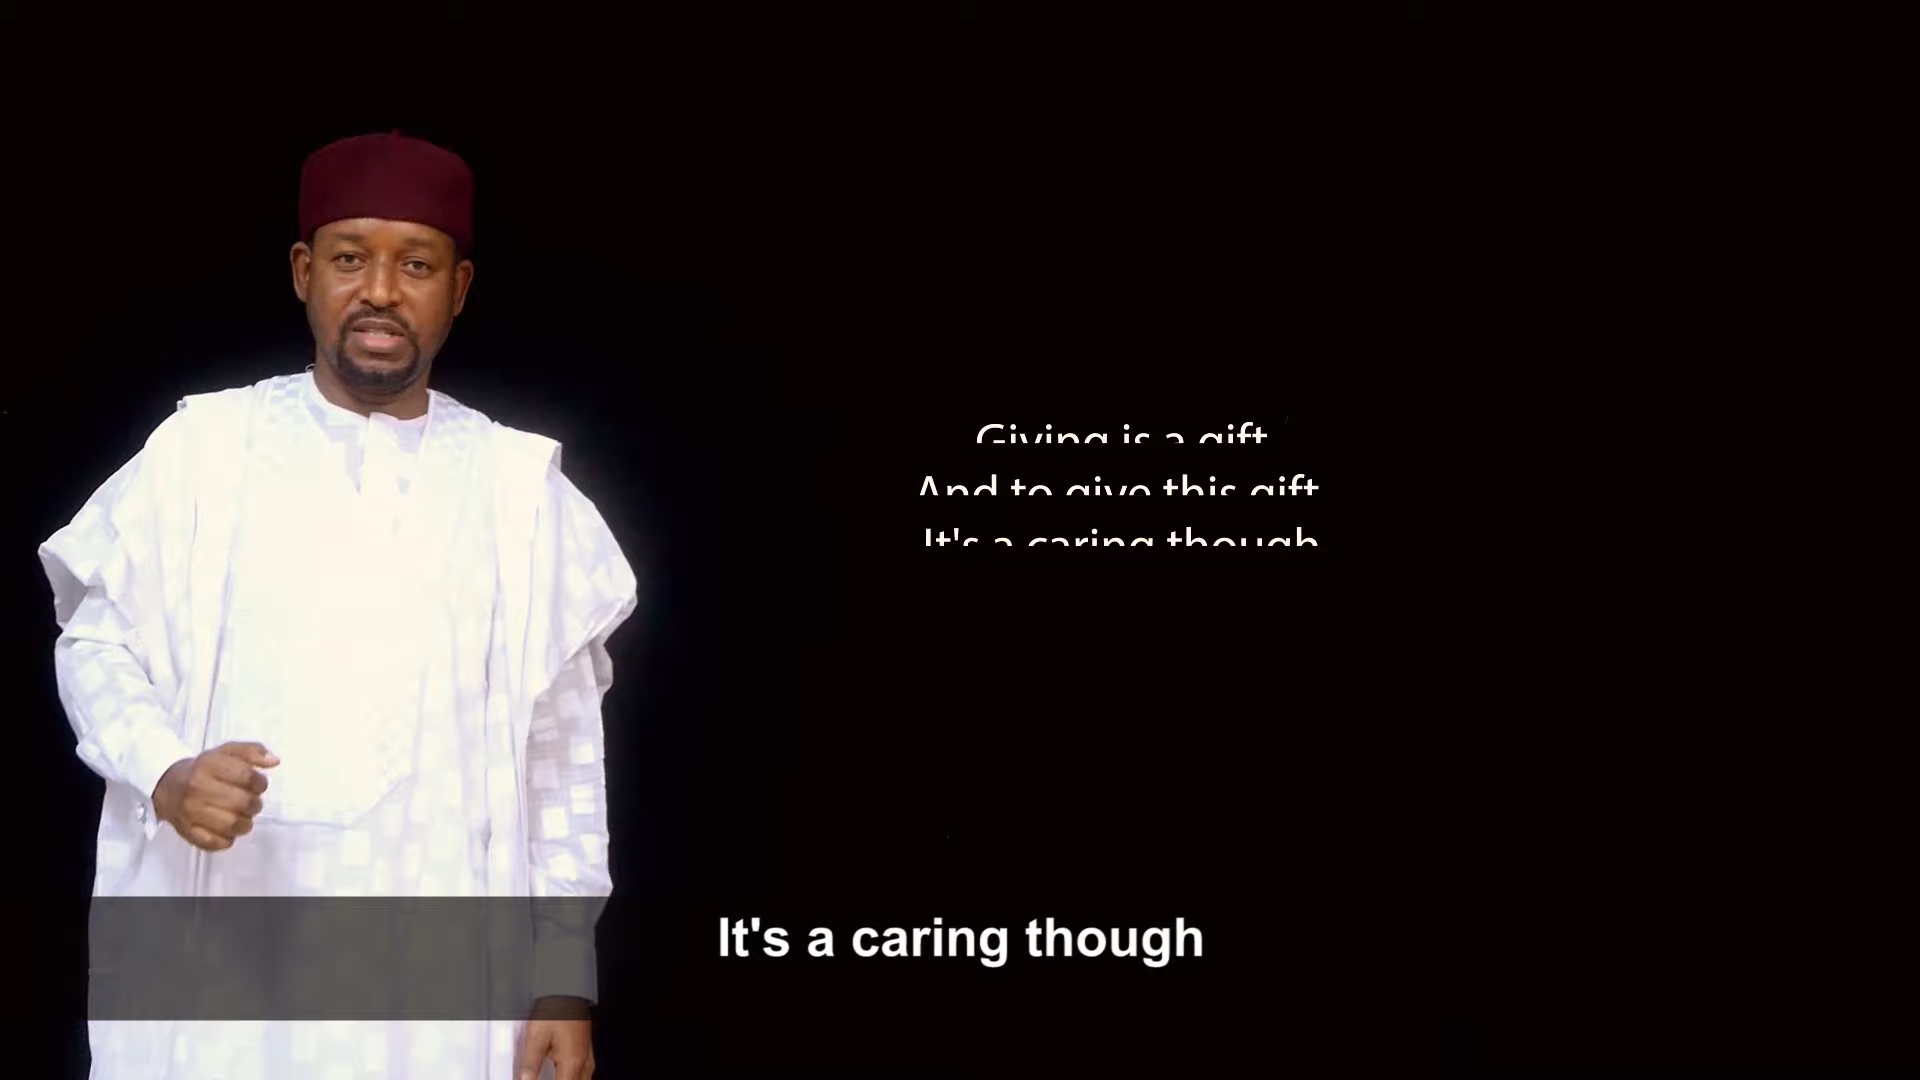 Giving is a gift
And to give this gift
It's a caring though
It's a caring though